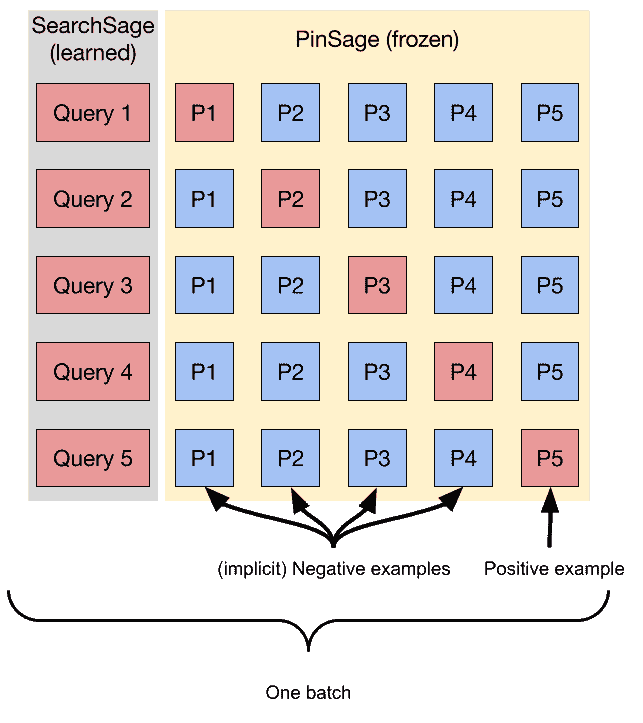 SearchSage
(learned)
PinSage (frozen)
Query 1 P1 P2 P3 P4 P5
Query 2 P1 P2 P3 P4 P5
Query 3 P1 P2 P3 P4 P5
Query 4 P1 P2 P3 P4 P5
Query 5 P1 P2 P3 P4 P5
(implicit) Negative examples
Positive example
One batch